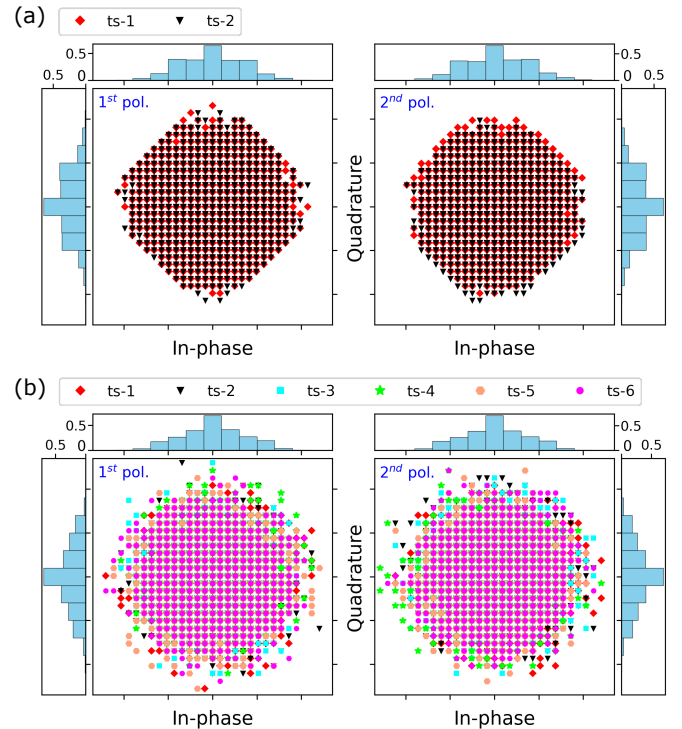 (a) ts-1 ts-2
0.5 0.5
0.5 0 0 0.5
1st pol. 2nd pol.
Quadrature
In-phase In-phase
(b) ts-1 ts-2 ts-3 ts-4 ts-5 ts-6
0.5 0.5
0.5 0 0 0.5
1st pol. 2nd pol.
Quadrature
In-phase In-phase